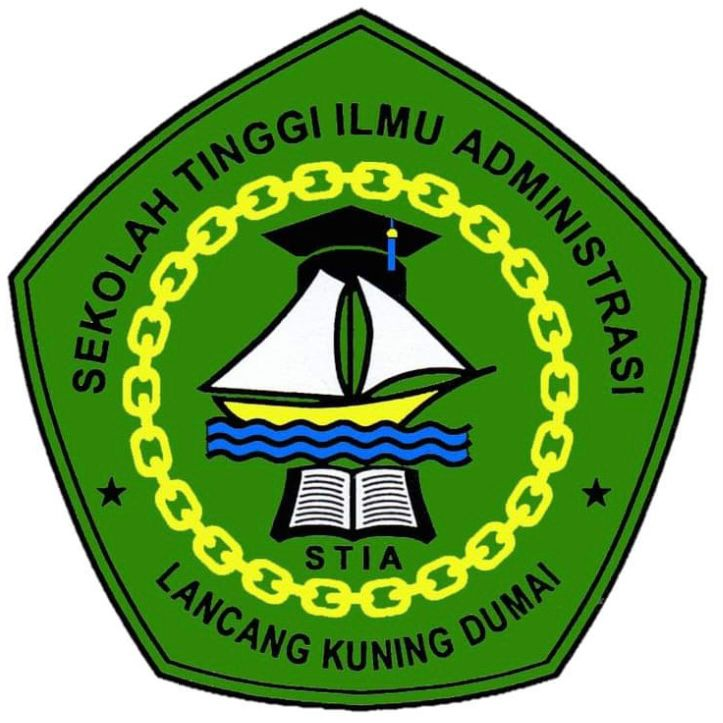 SEKOLAH TINGGI ILMU ADMINISTRASI
STIA
LANCANG KUNING DUMAI